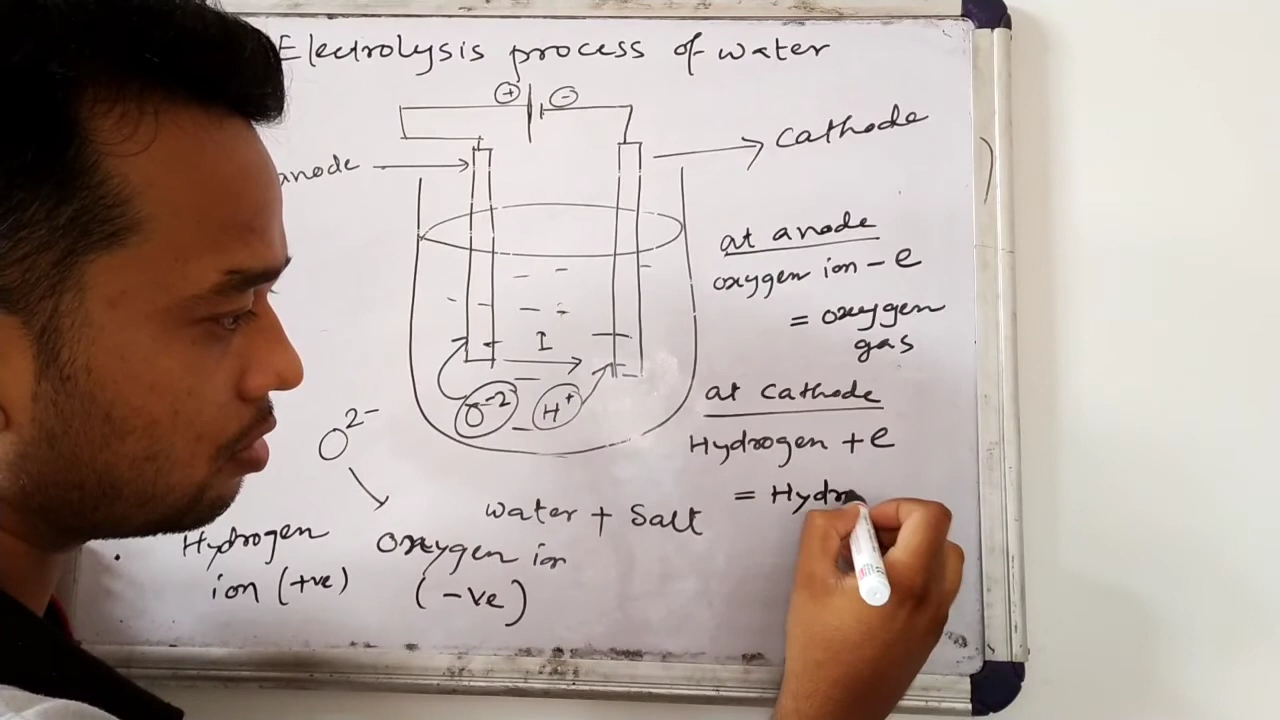 Electrolysis process of water
+ -
anode
Cathode
at anode
oxygen ion - e
= oxygen
gas
I
O⁻² H⁺
at Cathode
Hydrogen + e
= Hydro
O²⁻
Water + Salt
Hydrogen
ion (+ve)
Oxygen ion
(-ve)